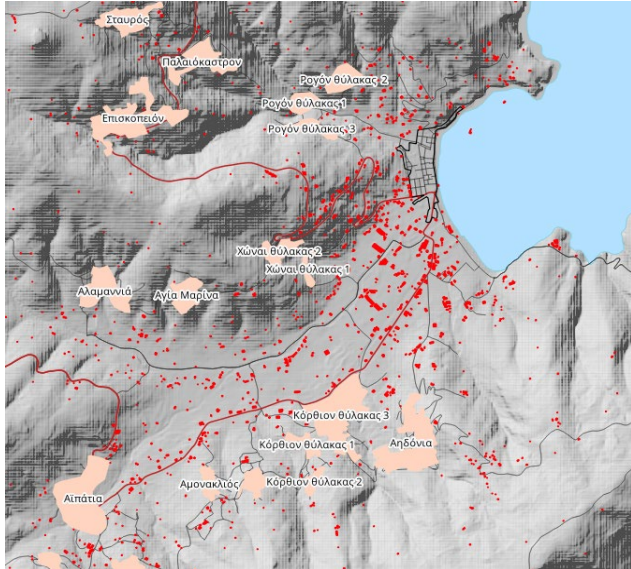 Σταυρός
Παλαιόκαστρον
Ρογόν θύλακας 2
Ρογόν θύλακας 1
Επισκοπειόν
Ρογόν θύλακας 3
Χώναι θύλακας 2
Χώναι θύλακας 1
Αλαμαννιά
Αγία Μαρίνα
Κόρθιον θύλακας 3
Κόρθιον θύλακας 1
Αηδόνια
Αμονακλιός
Κόρθιον θύλακας 2
Αϊπάτια